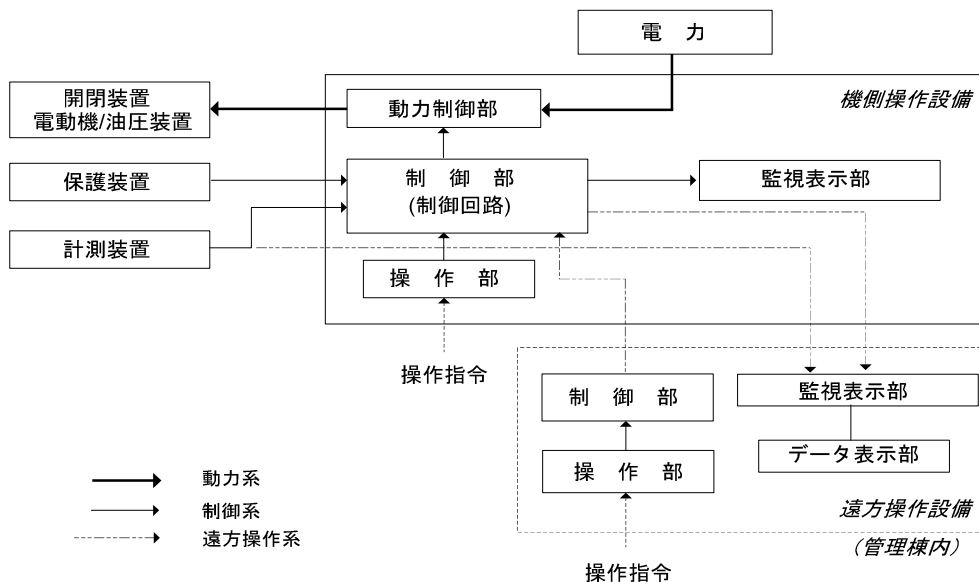 電 力
機側操作設備
開閉装置
電動機/油圧装置
動力制御部
保護装置
制 御 部
(制御回路)
監視表示部
計測装置
操 作 部
操作指令
制 御 部
監視表示部
操 作 部
データ表示部
動力系
制御系
遠方操作系
遠方操作設備
(管理棟内)
操作指令